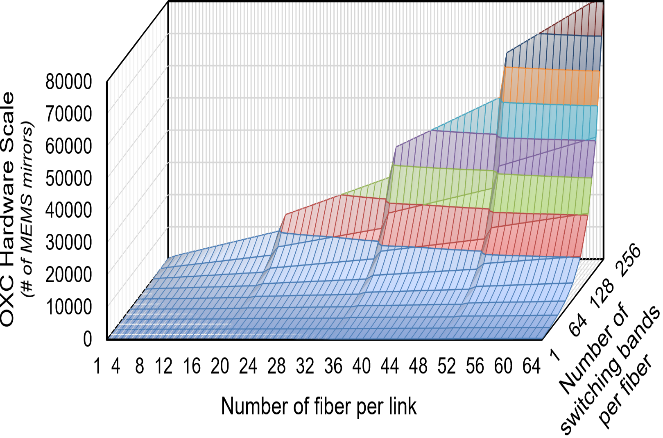 OXC Hardware Scale
(# of MEMS mirrors)
80000
70000
60000
50000
40000
30000
20000
10000
0
1 4 8 12 16 20 24 28 32 36 40 44 48 52 56 60 64
Number of fiber per link
1 64 128 256
Number of
switching bands
per fiber